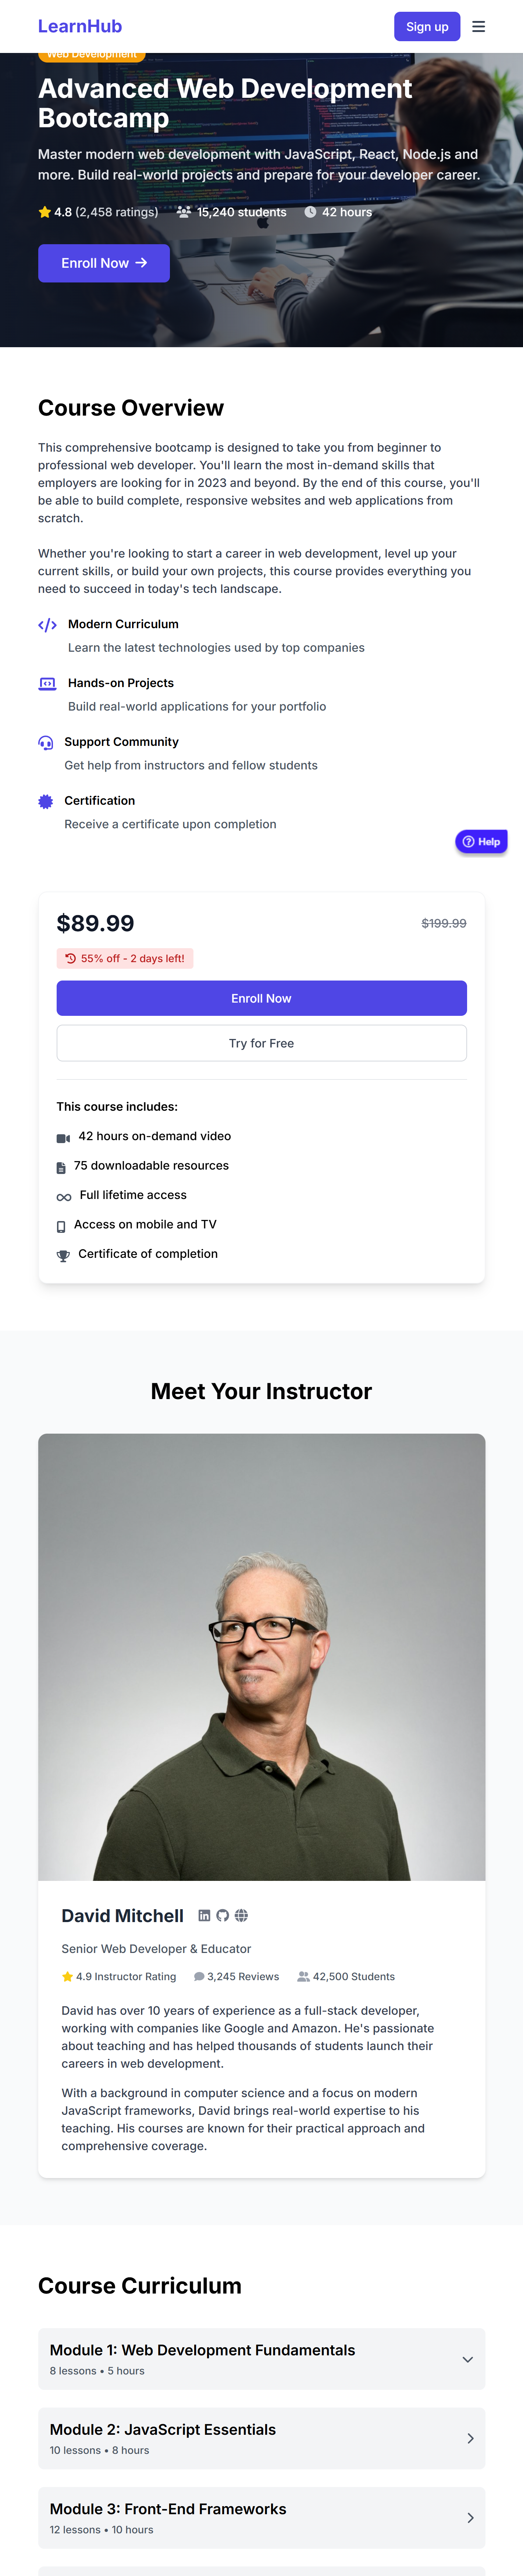 LearnHub
Sign up
Web Development
Advanced Web Development
Bootcamp
Master modern web development with JavaScript, React, Node.js and
more. Build real-world projects and prepare for your developer career.
4.8 (2,458 ratings) 15,240 students 42 hours
Enroll Now
Course Overview
This comprehensive bootcamp is designed to take you from beginner to
professional web developer. You'll learn the most in-demand skills that
employers are looking for in 2023 and beyond. By the end of this course, you'll
be able to build complete, responsive websites and web applications from
scratch.
Whether you're looking to start a career in web development, level up your
current skills, or build your own projects, this course provides everything you
need to succeed in today's tech landscape.
Modern Curriculum
Learn the latest technologies used by top companies
Hands-on Projects
Build real-world applications for your portfolio
Support Community
Get help from instructors and fellow students
Certification
Receive a certificate upon completion
Help
$89.99 $199.99
55% off - 2 days left!
Enroll Now
Try for Free
This course includes:
42 hours on-demand video
75 downloadable resources
Full lifetime access
Access on mobile and TV
Certificate of completion
Meet Your Instructor
David Mitchell
Senior Web Developer & Educator
4.9 Instructor Rating 3,245 Reviews 42,500 Students
David has over 10 years of experience as a full-stack developer,
working with companies like Google and Amazon. He's passionate
about teaching and has helped thousands of students launch their
careers in web development.
With a background in computer science and a focus on modern
JavaScript frameworks, David brings real-world expertise to his
teaching. His courses are known for their practical approach and
comprehensive coverage.
Course Curriculum
Module 1: Web Development Fundamentals
8 lessons • 5 hours
Module 2: JavaScript Essentials
10 lessons • 8 hours
Module 3: Front-End Frameworks
12 lessons • 10 hours